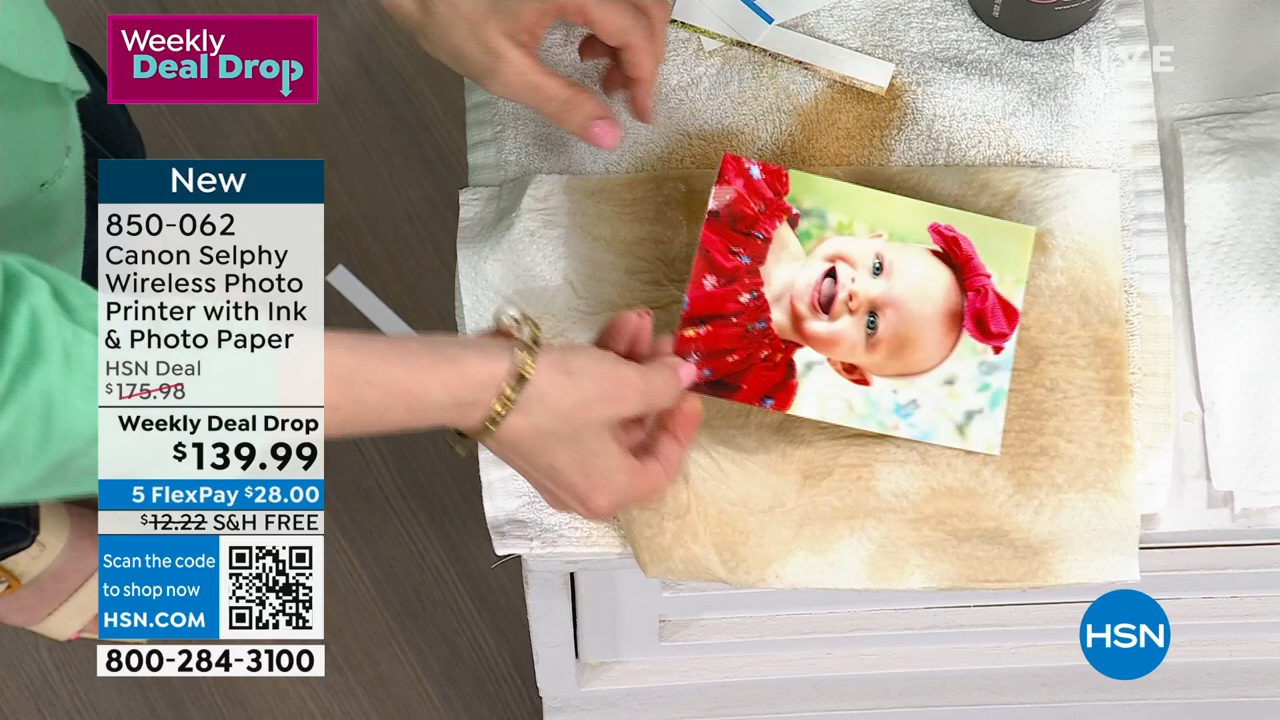 Weekly
Deal Drop
LIVE
New
850-062
Canon Selphy
Wireless Photo
Printer with Ink
& Photo Paper
HSN Deal
$175.98
Weekly Deal Drop
$139.99
5 FlexPay $28.00
$12.22 S&H FREE
Scan the code
to shop now
HSN.COM
800-284-3100
HSN